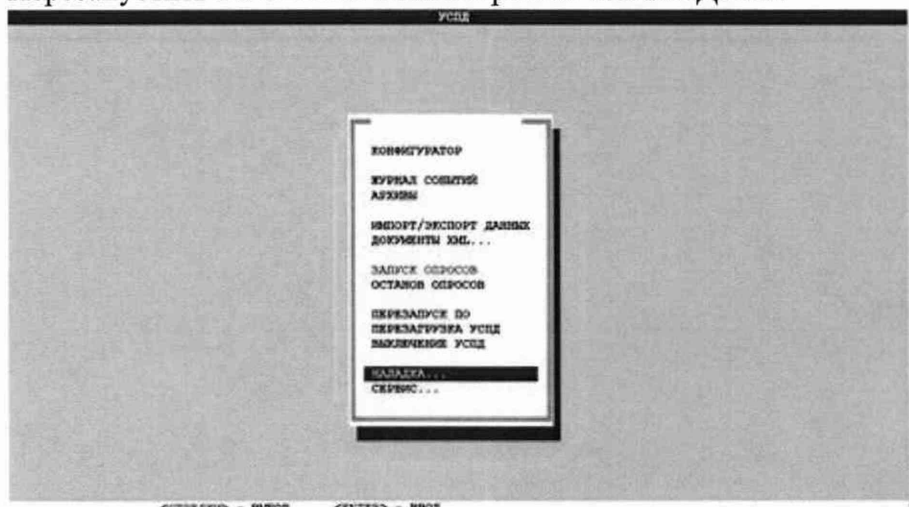 УСПД
КОНФИГУРАТОР
ЖУРНАЛ СОБЫТИЙ
АРХИВЫ
ИМПОРТ/ЭКСПОРТ ДАННЫХ
ДОКУМЕНТЫ XML...
ЗАПУСК ОПРОСОВ
ОСТАНОВ ОПРОСОВ
ПЕРЕЗАПУСК ПО
ПЕРЕЗАГРУЗКА УСПД
ВЫКЛЮЧЕНИЕ УСПД
НАЛАДКА...
СЕРВИС...